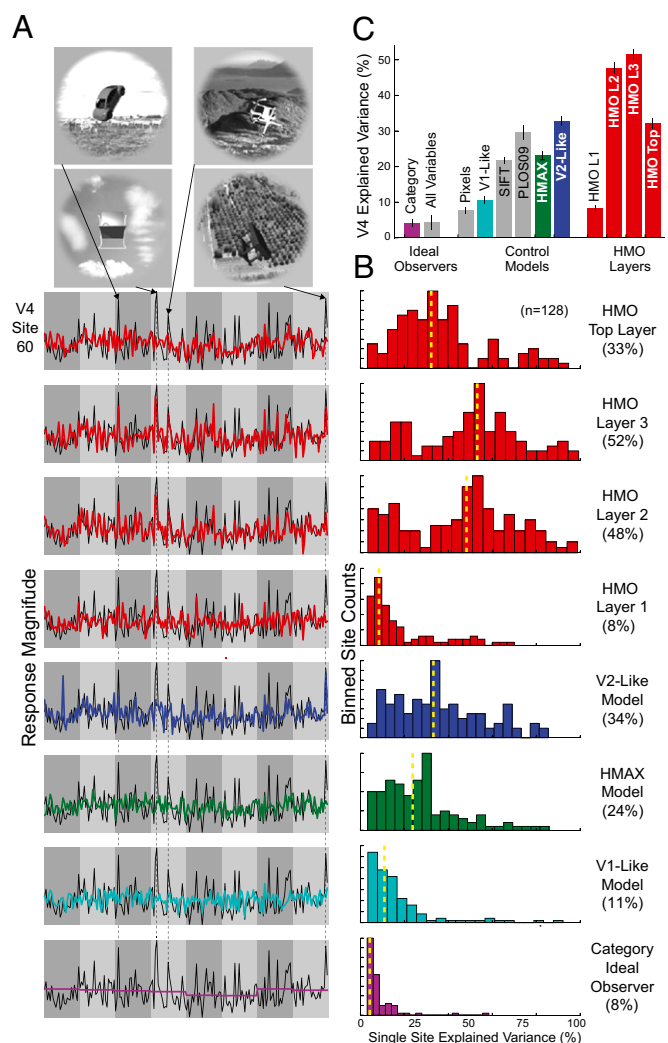 A
C
V4 Explained Variance (%)
50
40
30
20
10
0
Category
All Variables
Pixels
V1-Like
SIFT
PLOS09
HMAX
V2-Like
HMO L1
HMO L2
HMO L3
HMO Top
Ideal
Observers
Control
Models
HMO
Layers
B
V4
Site
60
(n=128)
HMO
Top Layer
(33%)
HMO
Layer 3
(52%)
HMO
Layer 2
(48%)
HMO
Layer 1
(8%)
V2-Like
Model
(34%)
HMAX
Model
(24%)
V1-Like
Model
(11%)
Category
Ideal
Observer
(8%)
Response Magnitude
Binned Site Counts
0 25 50 75 100
Single Site Explained Variance (%)